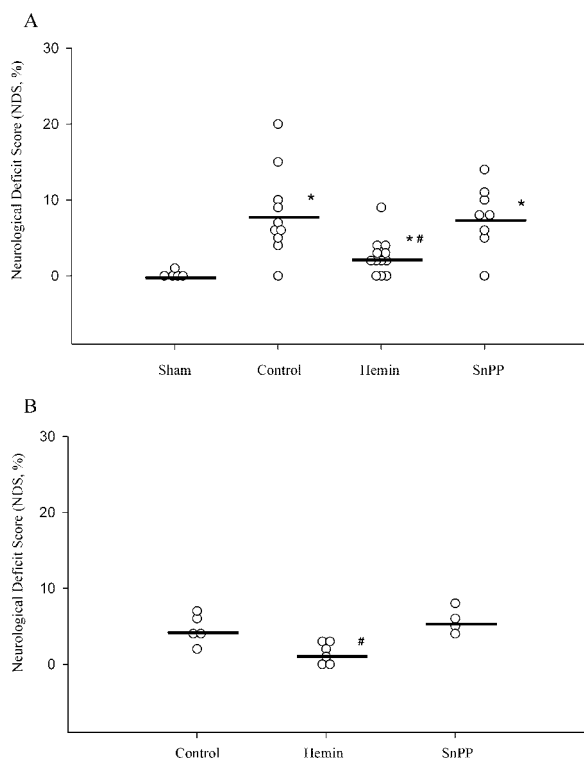 A
Neurological Deficit Score (NDS, %)
30
20
10
0
*
* #
*
Sham Control Hemin SnPP
B
Neurological Deficit Score (NDS, %)
30
20
10
0
#
Control Hemin SnPP